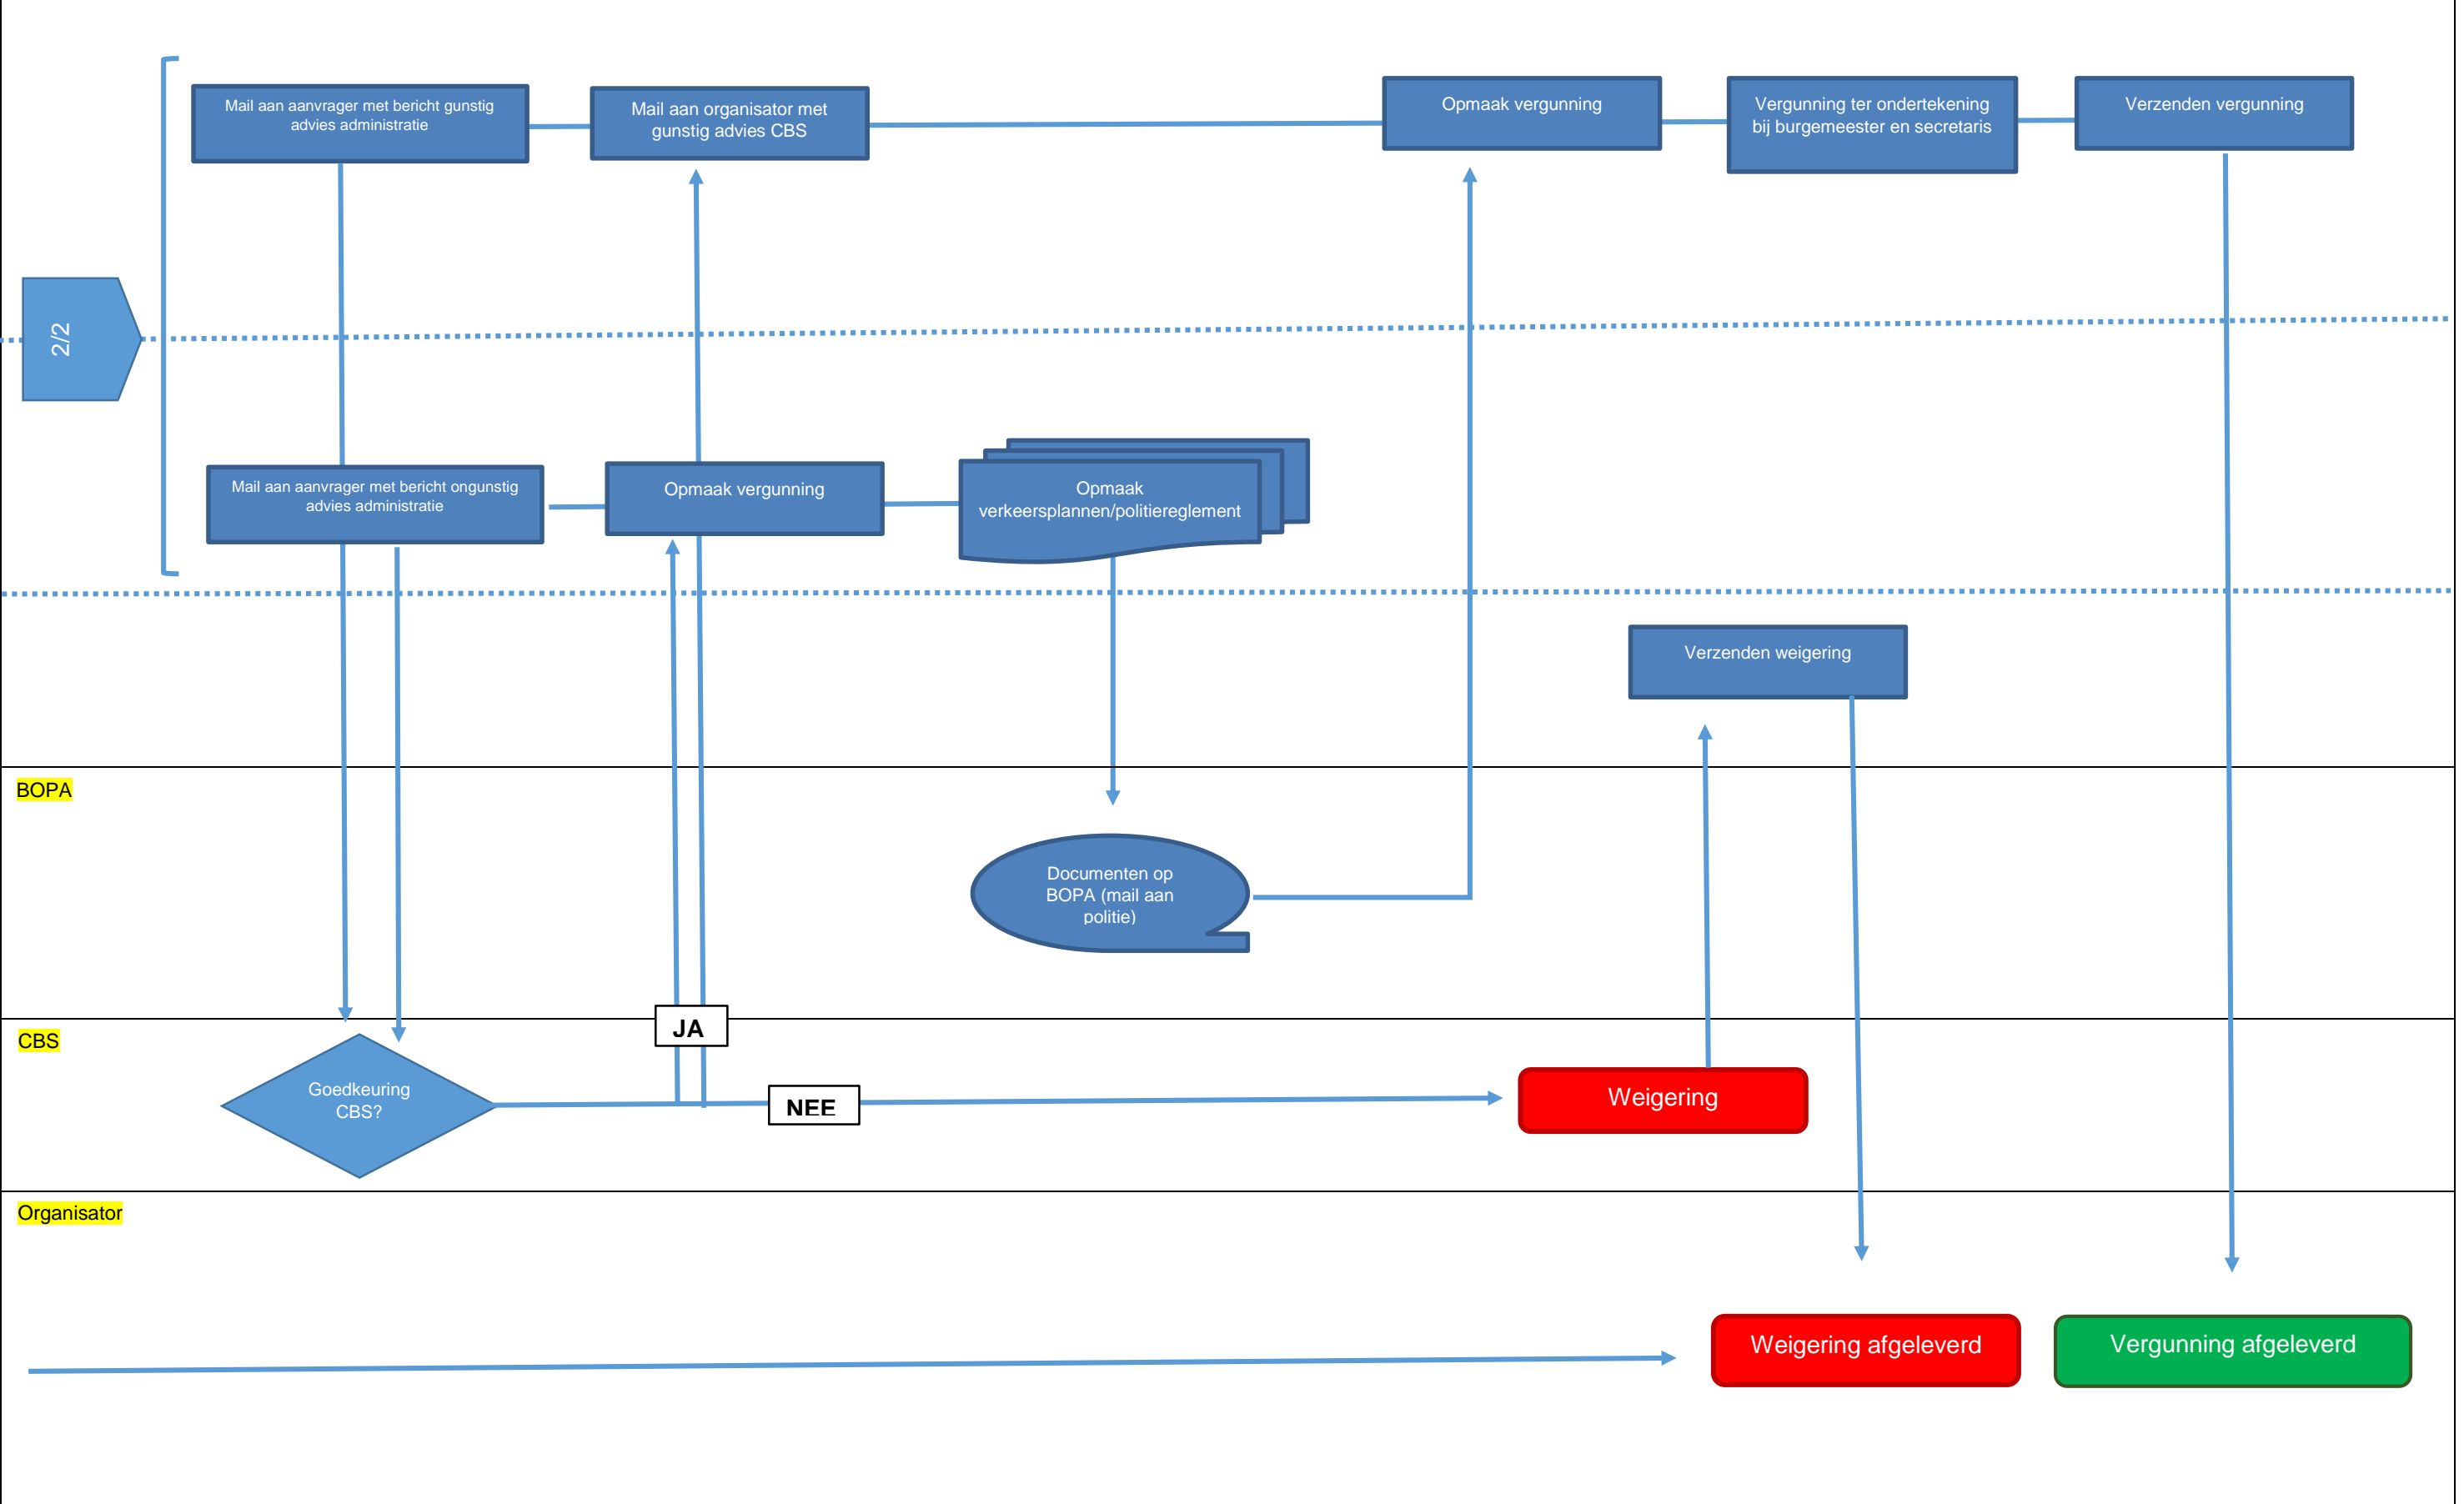 Mail aan aanvrager met bericht gunstig
advies administratie
Mail aan organisator met
gunstig advies CBS
Opmaak vergunning
Vergunning ter ondertekening
bij burgemeester en secretaris
Verzenden vergunning
2/2
Mail aan aanvrager met bericht ongunstig
advies administratie
Opmaak vergunning
Opmaak
verkeersplannen/politiereglement
Verzenden weigering
BOPA
Documenten op
BOPA (mail aan
politie)
JA
CBS
Goedkeuring
CBS?
NEE
Weigering
Organisator
Weigering afgeleverd
Vergunning afgeleverd